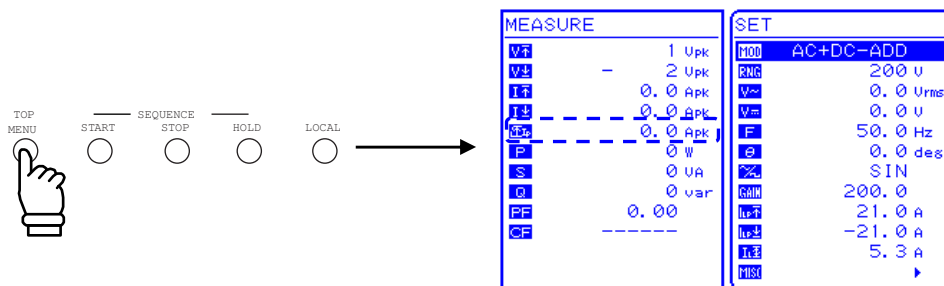 TOP
MENU
SEQUENCE
START
STOP
HOLD
LOCAL
MEASURE
1 Vpk
- 2 Vpk
0.0 Apk
0.0 Apk
0.0 Apk
P 0 W
S 0 VA
Q 0 var
PF 0.00
CF ------
SET
MOD AC+DC-ADD
RNG 200 V
V~ 0.0 Vrms
V= 0.0 V
F 50.0 Hz
θ 0.0 deg
SIN
GAIN 200.0
21.0 A
-21.0 A
5.3 A
MISC